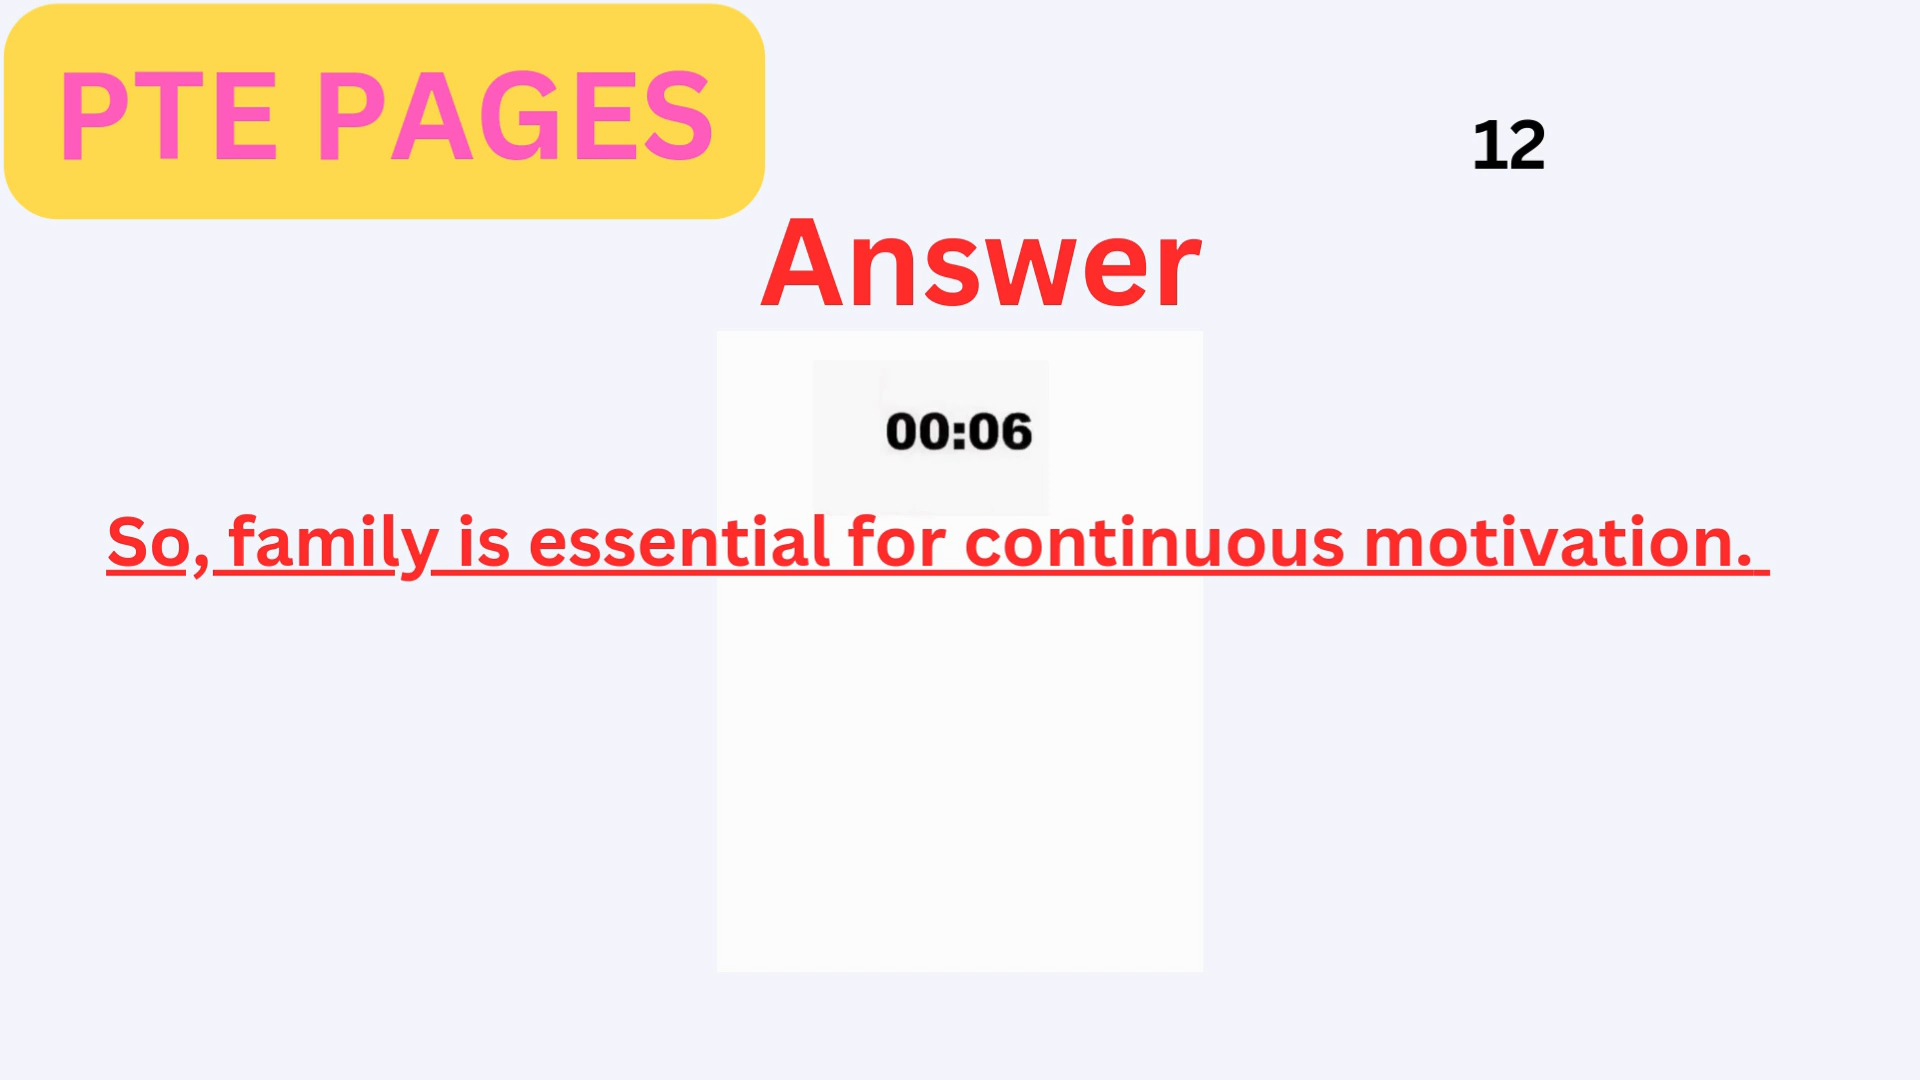 PTE PAGES
12
Answer
00:06
So, family is essential for continuous motivation.